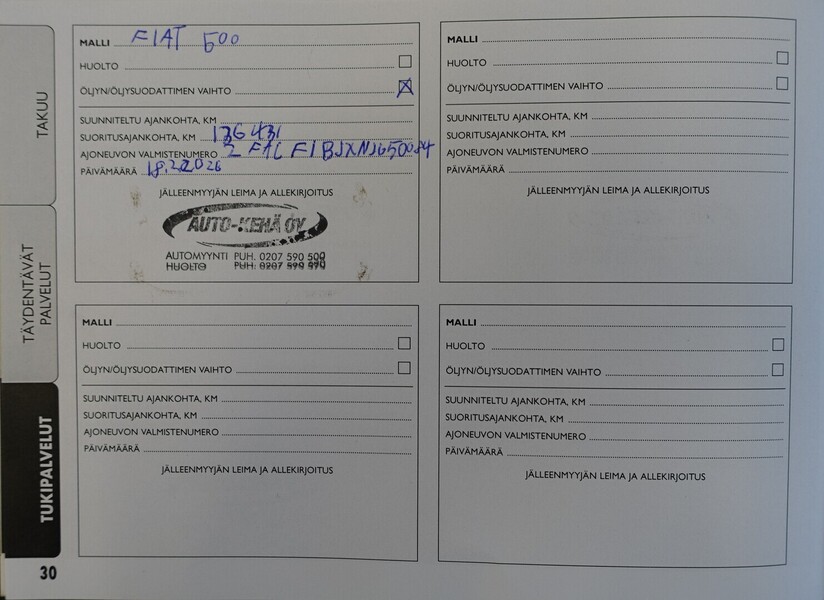 TAKUU
TÄYDENTÄVÄT
PALVELUT
TUKIPALVELUT
MALLI FIAT 500
HUOLTO
ÖLJYN/ÖLJYSUODATTIMEN VAIHTO
SUUNNITELTU AJANKOHTA, KM
SUORITUSAJANKOHTA, KM 136431
AJONEUVON VALMISTENUMERO
PÄIVÄMÄÄRÄ
JÄLLEENMYYJÄN LEIMA JA ALLEKIRJOITUS
AUTO-KEHÄ OY
AUTOMYYNTI PUH. 0207 590 500
HUOLTO PUH. 0207 590
MALLI
HUOLTO
ÖLJYN/ÖLJYSUODATTIMEN VAIHTO
SUUNNITELTU AJANKOHTA, KM
SUORITUSAJANKOHTA, KM
AJONEUVON VALMISTENUMERO
PÄIVÄMÄÄRÄ
JÄLLEENMYYJÄN LEIMA JA ALLEKIRJOITUS
MALLI
HUOLTO
ÖLJYN/ÖLJYSUODATTIMEN VAIHTO
SUUNNITELTU AJANKOHTA, KM
SUORITUSAJANKOHTA, KM
AJONEUVON VALMISTENUMERO
PÄIVÄMÄÄRÄ
JÄLLEENMYYJÄN LEIMA JA ALLEKIRJOITUS
MALLI
HUOLTO
ÖLJYN/ÖLJYSUODATTIMEN VAIHTO
SUUNNITELTU AJANKOHTA, KM
SUORITUSAJANKOHTA, KM
AJONEUVON VALMISTENUMERO
PÄIVÄMÄÄRÄ
JÄLLEENMYYJÄN LEIMA JA ALLEKIRJOITUS
30